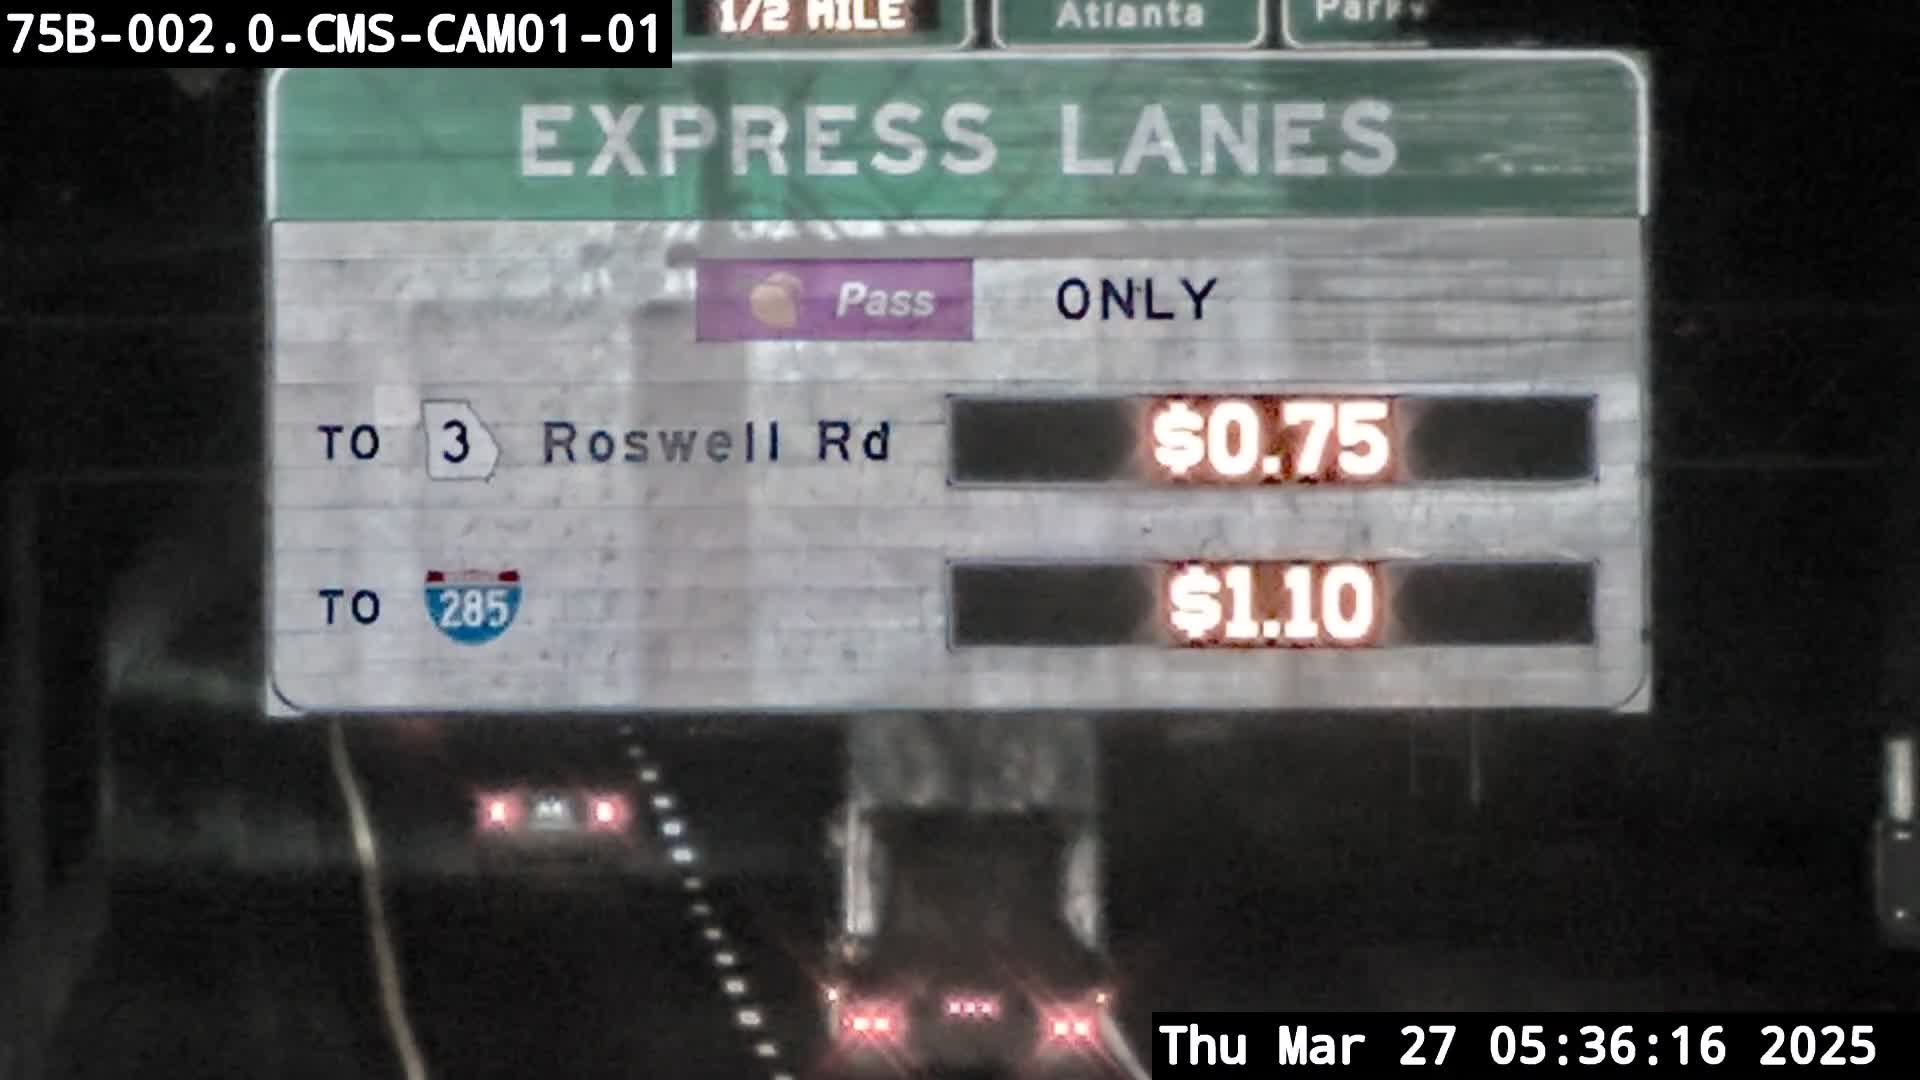 75B-002.0-CMS-CAM01-01
1/2 MILE
Atlanta
EXPRESS LANES
Pass ONLY
TO 3 Roswell Rd $0.75
TO 285 $1.10
Thu Mar 27 05:36:16 2025